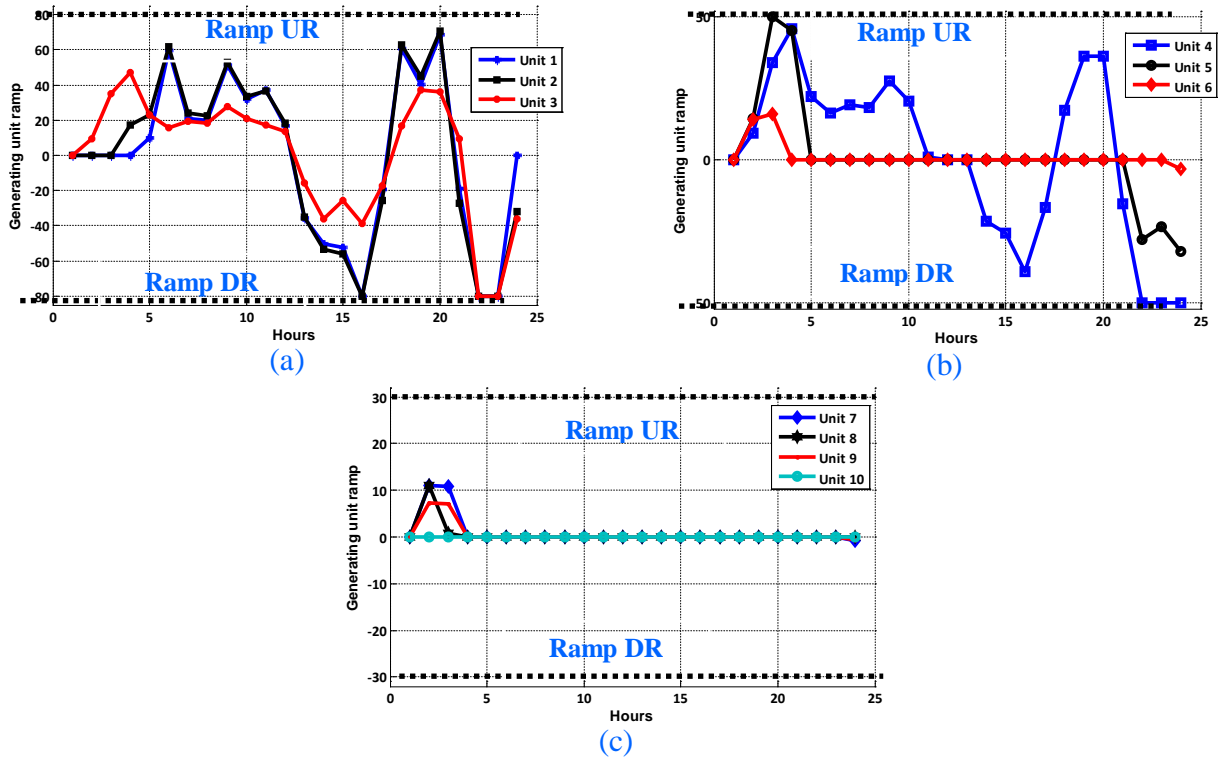 80
60
40
20
0
-20
-40
-60
80
Generating unit ramp
Ramp UR
Unit 1
Unit 2
Unit 3
Ramp DR
0
5
10
15
20
25
Hours
(a)
50
0
-50
Generating unit ramp
Ramp UR
Unit 4
Unit 5
Unit 6
Ramp DR
0
5
10
15
20
25
Hours
(b)
30
20
10
0
-10
-20
-30
Generating unit ramp
Ramp UR
Unit 7
Unit 8
Unit 9
Unit 10
Ramp DR
0
5
10
15
20
25
Hours
(c)